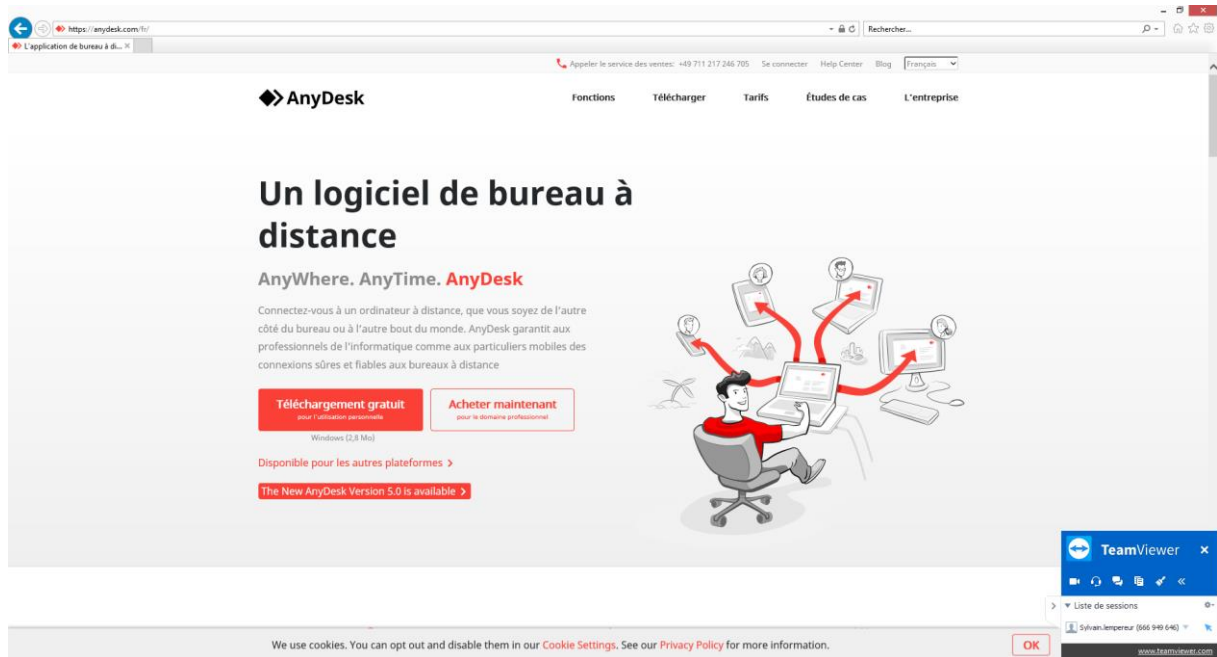 https://anydesk.com/fr/
Rechercher...
L'application de bureau à di...
Appeler le service des ventes: +49 711 217 246 705 Se connecter Help Center Blog Français
AnyDesk
Fonctions Télécharger Tarifs Études de cas L'entreprise
Un logiciel de bureau à
distance
AnyWhere. AnyTime. AnyDesk
Connectez-vous à un ordinateur à distance, que vous soyez de l'autre
côté du bureau ou à l'autre bout du monde. AnyDesk garantit aux
professionnels de l'informatique comme aux particuliers mobiles des
connexions sûres et fiables aux bureaux à distance
Téléchargement gratuit
pour l'utilisation personnelle
Acheter maintenant
pour le domaine professionnel
Windows (2,8 Mo)
Disponible pour les autres plateformes >
The New AnyDesk Version 5.0 is available >
TeamViewer
Liste de sessions
Sylvain.lempereur (666 949 646)
www.teamviewer.com
We use cookies. You can opt out and disable them in our Cookie Settings. See our Privacy Policy for more information.
OK